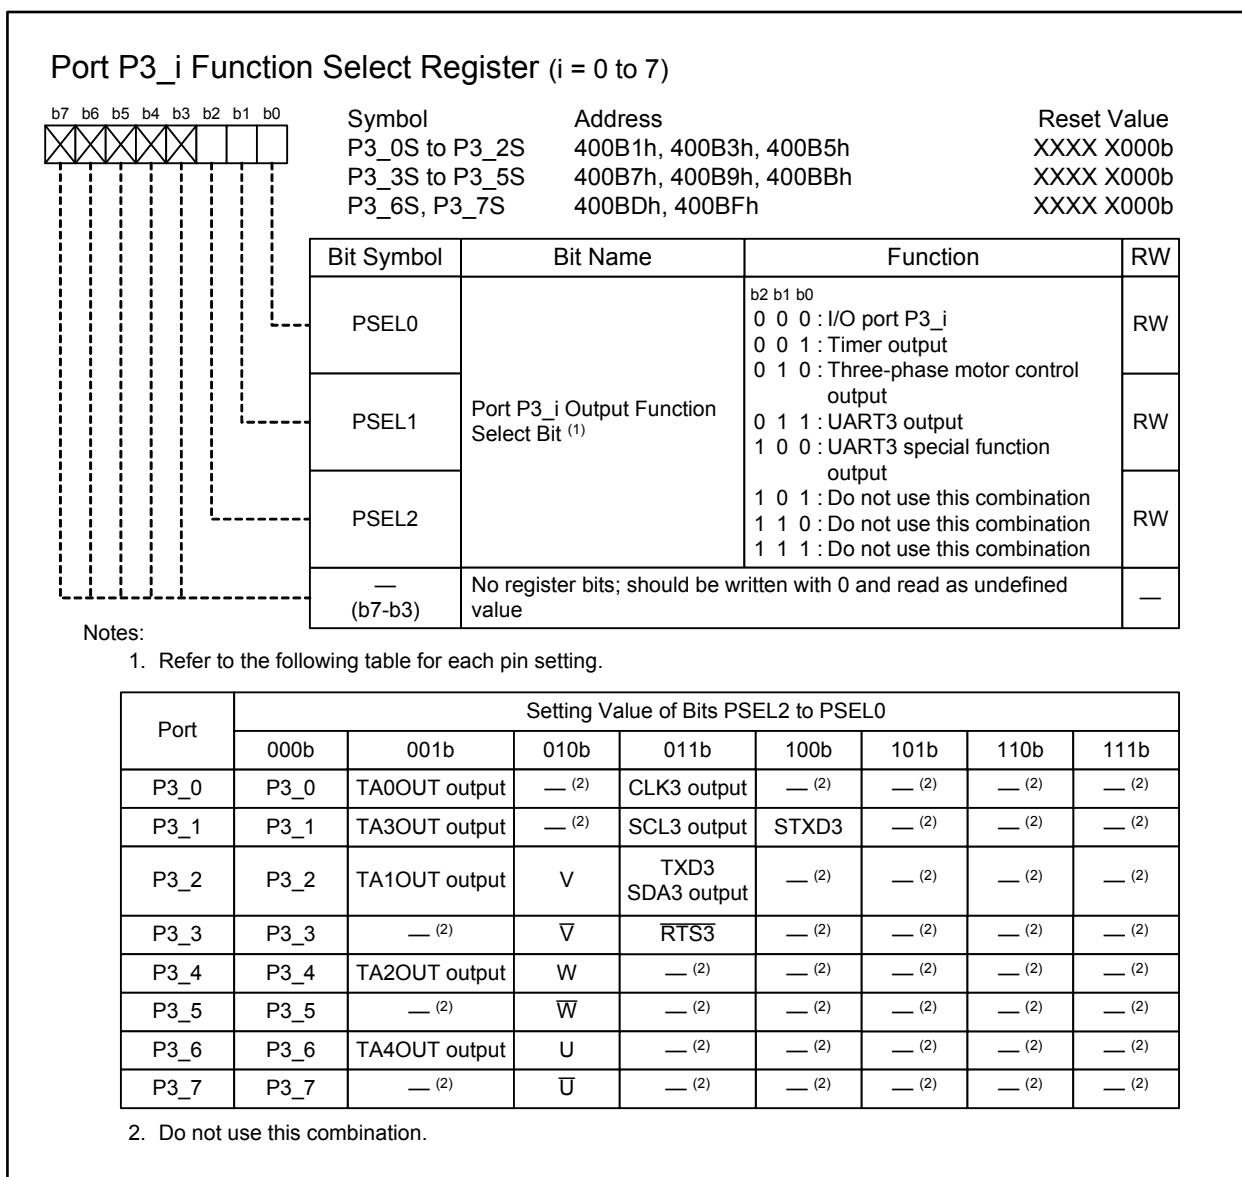 Port P3_i Function Select Register (i = 0 to 7)
b7 b6 b5 b4 b3 b2 b1 b0
Symbol Address Reset Value
P3_0S to P3_2S 400B1h, 400B3h, 400B5h XXXX X000b
P3_3S to P3_5S 400B7h, 400B9h, 400BBh XXXX X000b
P3_6S, P3_7S 400BDh, 400BFh XXXX X000b
Bit Symbol Bit Name Function RW
PSEL0 RW
PSEL1 RW
PSEL2 RW
Port P3_i Output Function
Select Bit (1)
b2 b1 b0
0 0 0 : I/O port P3_i
0 0 1 : Timer output
0 1 0 : Three-phase motor control
output
0 1 1 : UART3 output
1 0 0 : UART3 special function
output
1 0 1 : Do not use this combination
1 1 0 : Do not use this combination
1 1 1 : Do not use this combination
—
(b7-b3)
No register bits; should be written with 0 and read as undefined
value
—
Notes:
1. Refer to the following table for each pin setting.
Port Setting Value of Bits PSEL2 to PSEL0
000b 001b 010b 011b 100b 101b 110b 111b
P3_0 P3_0 TA0OUT output — (2) CLK3 output — (2) — (2) — (2) — (2)
P3_1 P3_1 TA3OUT output — (2) SCL3 output STXD3 — (2) — (2) — (2)
P3_2 P3_2 TA1OUT output V TXD3
SDA3 output — (2) — (2) — (2) — (2)
P3_3 P3_3 — (2) V̅ R̅T̅S̅3̅ — (2) — (2) — (2) — (2)
P3_4 P3_4 TA2OUT output W — (2) — (2) — (2) — (2) — (2)
P3_5 P3_5 — (2) W̅ — (2) — (2) — (2) — (2) — (2)
P3_6 P3_6 TA4OUT output U — (2) — (2) — (2) — (2) — (2)
P3_7 P3_7 — (2) U̅ — (2) — (2) — (2) — (2) — (2)
2. Do not use this combination.